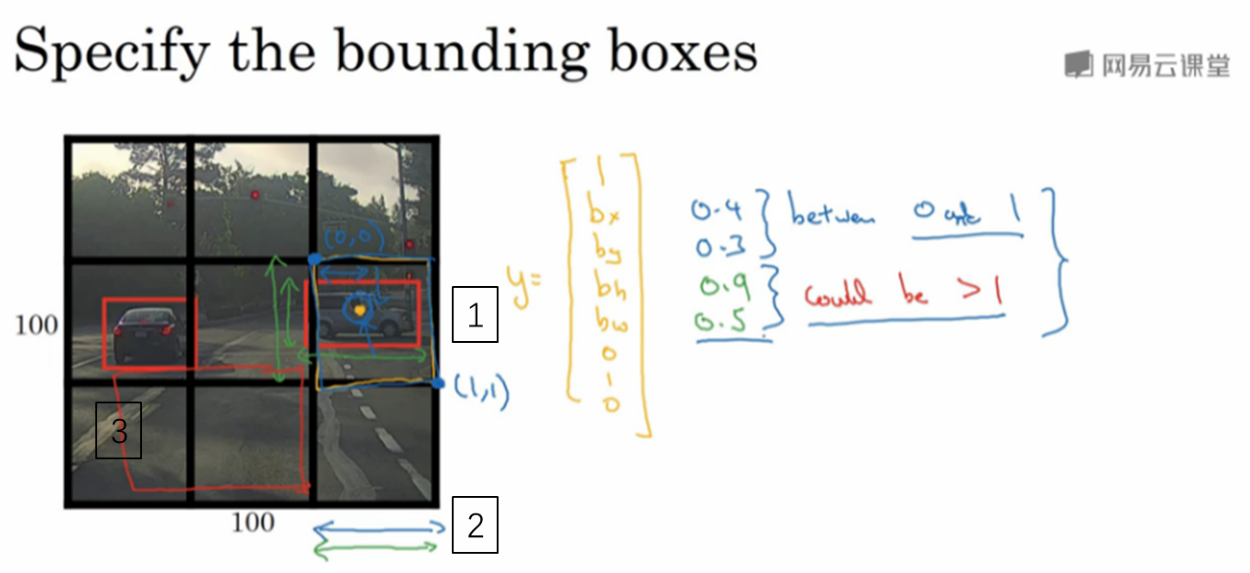 Specify the bounding boxes
网易云课堂
(0,0)
100
1
(1,1)
3
100
2
y=
1
bx
by
bh
bw
0
1
0
0.4
0.3
between 0 and 1
0.9
0.5
could be >1